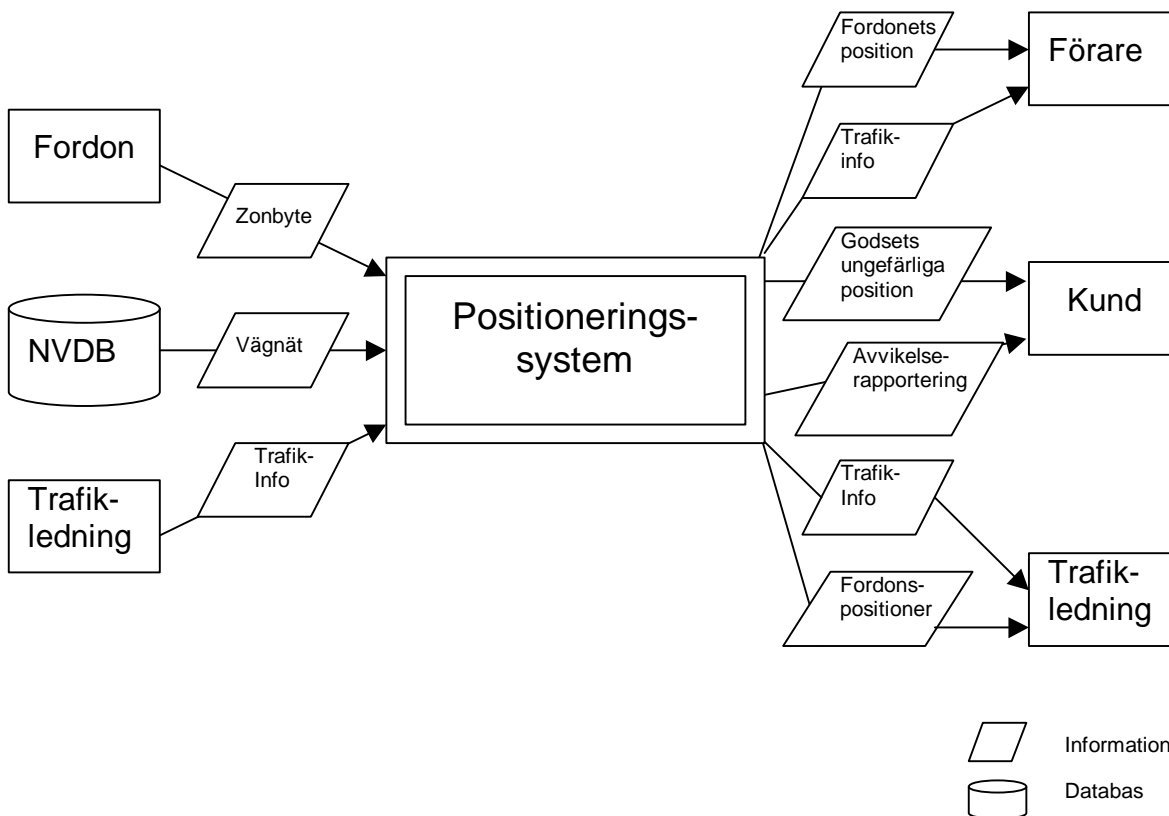 Fordon
NVDB
Trafik-
ledning
Zonbyte
Vägnät
Trafik-
Info
Positionerings-
system
Fordonets
position
Trafik-
info
Godsets
ungefärliga
position
Avvikelse-
rapportering
Trafik-
Info
Fordons-
positioner
Förare
Kund
Trafik-
ledning
Information
Databas